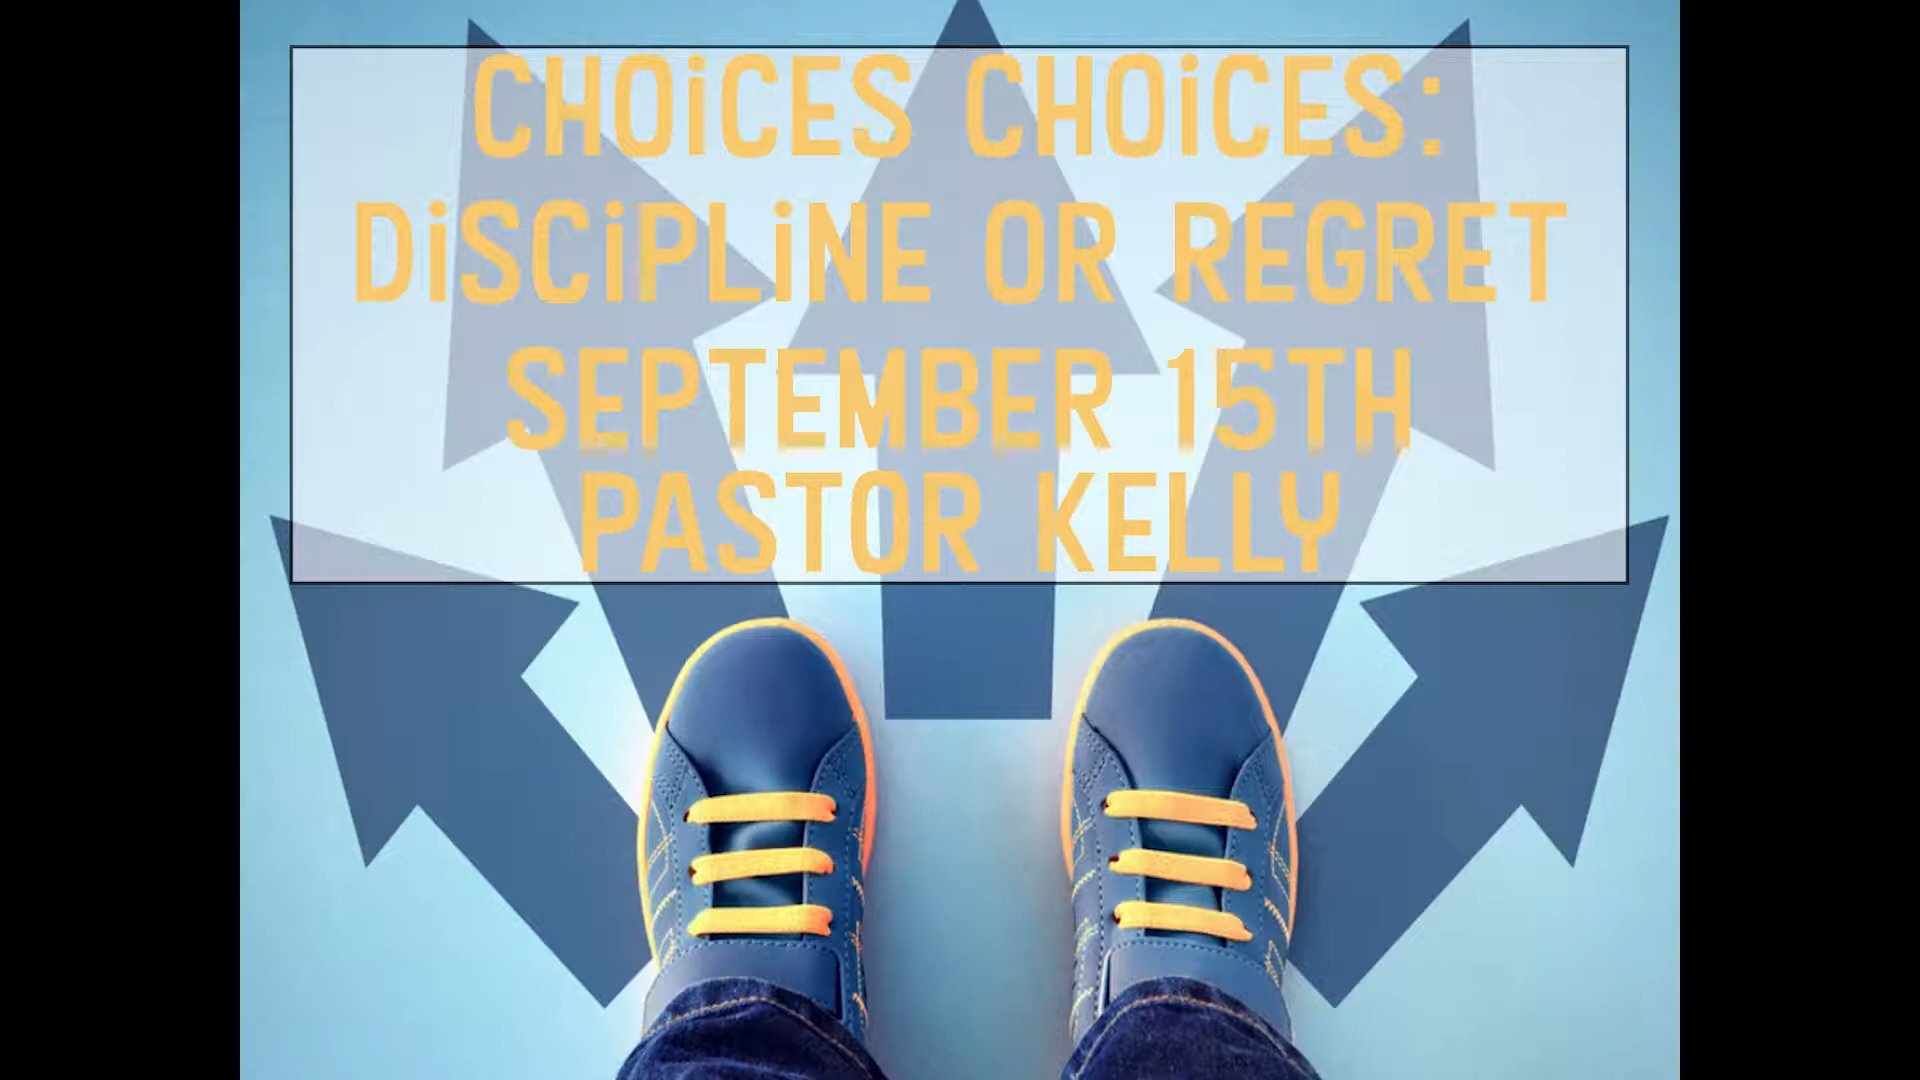 CHOiCES CHOiCES:
DiSCiPLiNE OR REGRET
SEPTEMBER 15TH
PASTOR KELLY